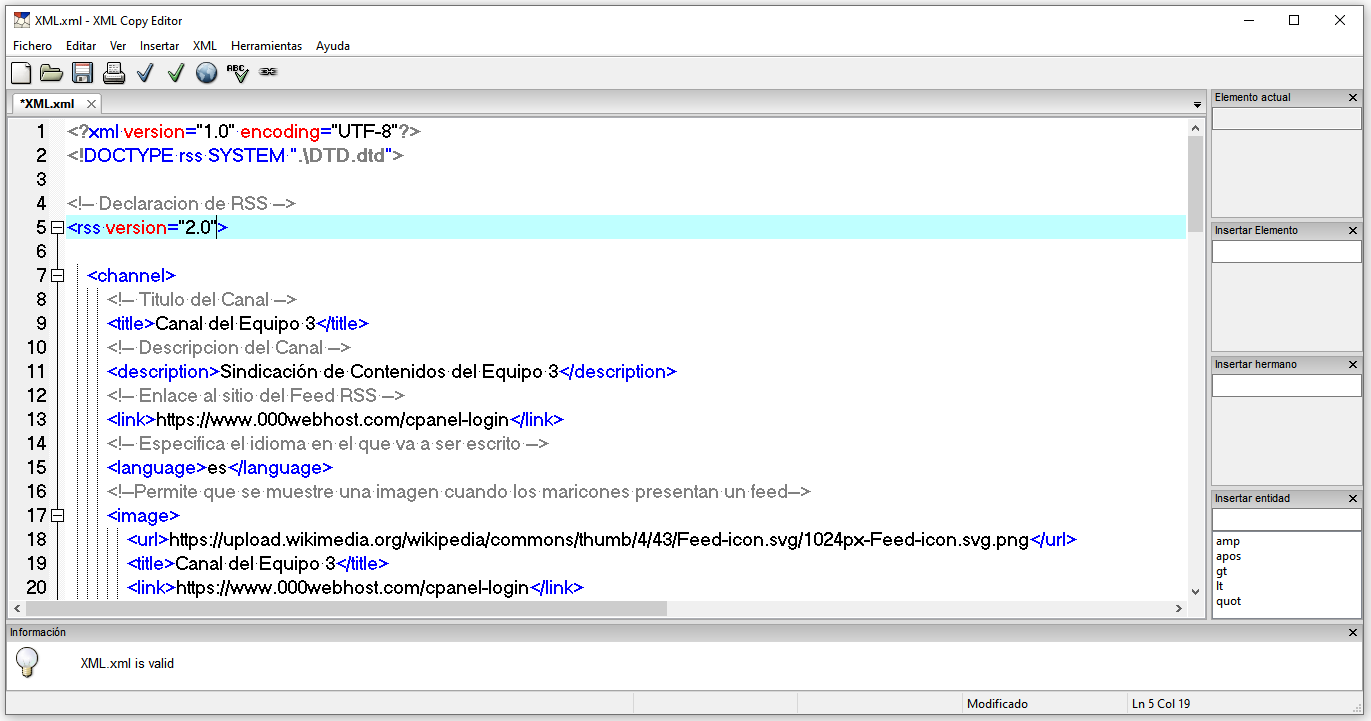 XML.xml - XML Copy Editor
Fichero Editar Ver Insertar XML Herramientas Ayuda
ABC
*XML.xml
1 <?xml version="1.0" encoding="UTF-8"?>
2 <!DOCTYPE rss SYSTEM ".\DTD.dtd">
3
4 <!-- Declaracion de RSS -->
5 <rss version="2.0">
6
7 <channel>
8 <!-- Titulo del Canal -->
9 <title>Canal del Equipo 3</title>
10 <!-- Descripcion del Canal -->
11 <description>Sindicación de Contenidos del Equipo 3</description>
12 <!-- Enlace al sitio del Feed RSS -->
13 <link>https://www.000webhost.com/cpanel-login</link>
14 <!-- Especifica el idioma en el que va a ser escrito -->
15 <language>es</language>
16 <!--Permite que se muestre una imagen cuando los maricones presentan un feed-->
17 <image>
18 <url>https://upload.wikimedia.org/wikipedia/commons/thumb/4/43/Feed-icon.svg/1024px-Feed-icon.svg.png</url>
19 <title>Canal del Equipo 3</title>
20 <link>https://www.000webhost.com/cpanel-login</link>
Elemento actual
Insertar Elemento
Insertar hermano
Insertar entidad
amp
apos
gt
lt
quot
Información
XML.xml is valid
Modificado
Ln 5 Col 19